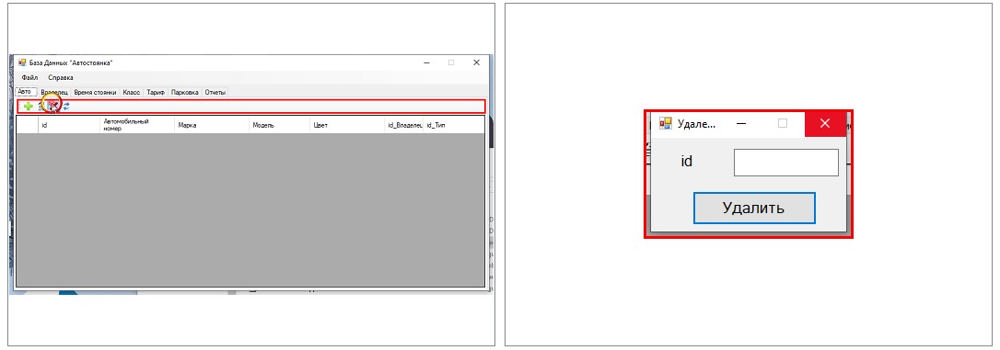 База Данных "Автостоянка"
Файл Справка
Авто Владелец Время стоянки Класс Тариф Парковка Отчеты
id Автомобильный номер Марка Модель Цвет id_Владелец id_Тип
Удале...
id
Удалить